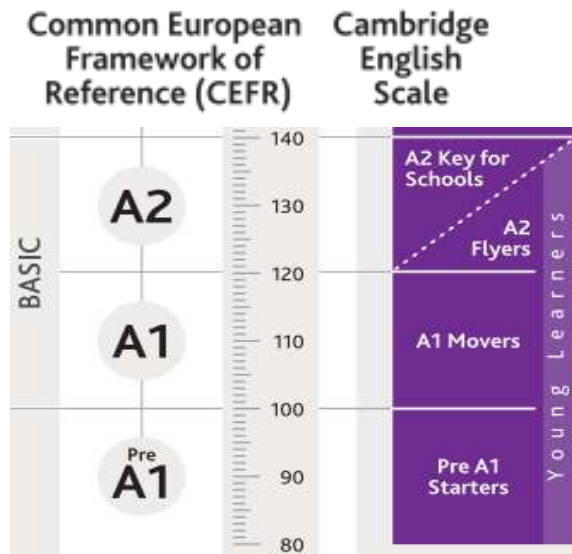 Common European
Framework of
Reference (CEFR)
Cambridge
English
Scale
BASIC
A2
A1
Pre
A1
140
130
120
110
100
90
80
A2 Key for
Schools
A2
Flyers
A1 Movers
Pre A1
Starters
Young Learners